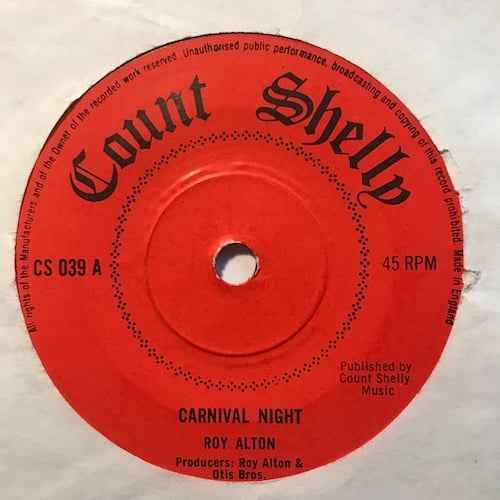 All rights of the Manufacturers and of the Owner of the recorded work reserved Unauthorised public performance, broadcasting and copying of this record prohibited. Made in England
Count Shelly
CS 039 A
45 RPM
Published by
Count Shelly
Music
CARNIVAL NIGHT
ROY ALTON
Producers: Roy Alton &
Otis Bros.